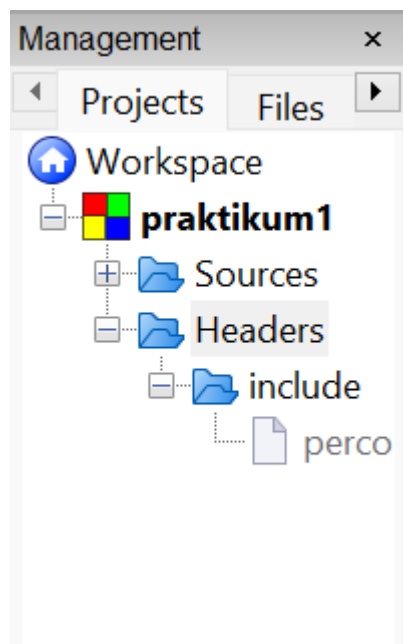 Management ×
Projects Files
Workspace
praktikum1
Sources
Headers
include
perco